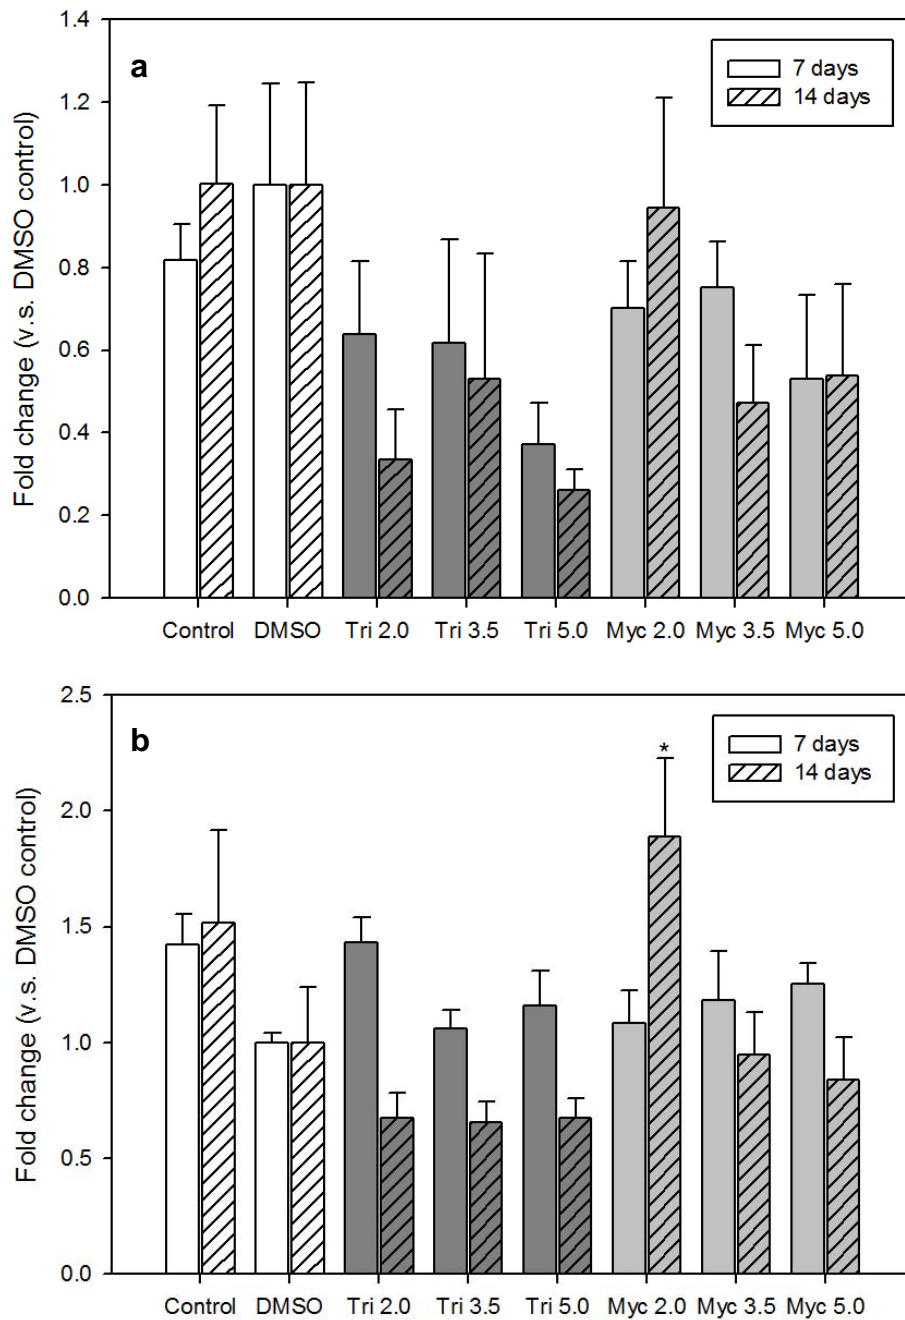 a
7 days
14 days
Fold change (v.s. DMSO control)
1.4
1.2
1.0
0.8
0.6
0.4
0.2
0.0
Control DMSO Tri 2.0 Tri 3.5 Tri 5.0 Myc 2.0 Myc 3.5 Myc 5.0
b
7 days
14 days
*
Fold change (v.s. DMSO control)
2.5
2.0
1.5
1.0
0.5
0.0
Control DMSO Tri 2.0 Tri 3.5 Tri 5.0 Myc 2.0 Myc 3.5 Myc 5.0